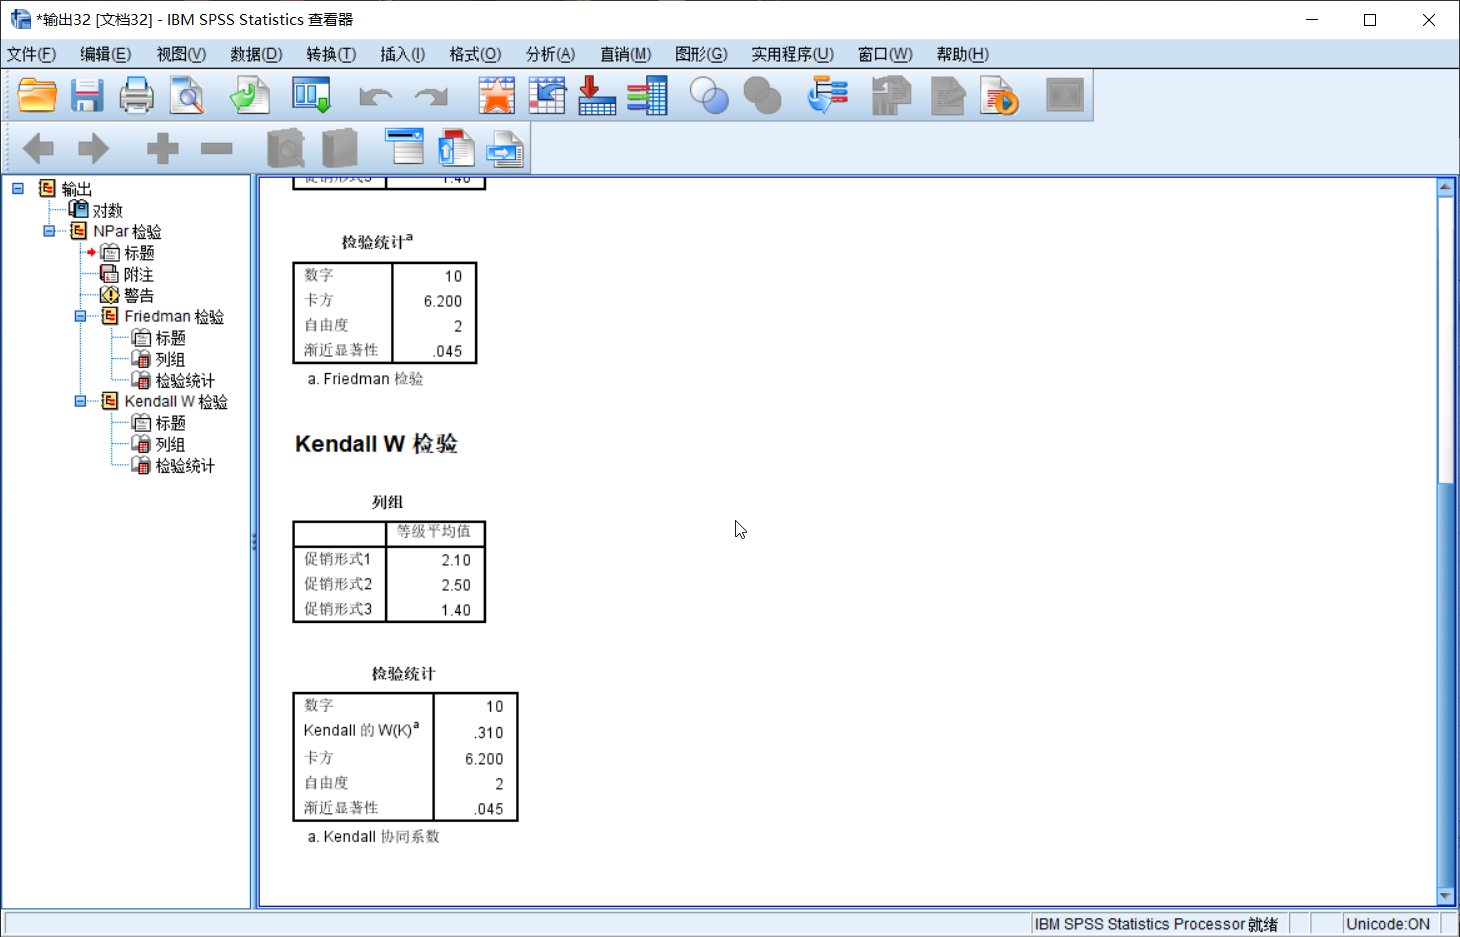 *输出32 [文档32] - IBM SPSS Statistics 查看器
文件(F) 编辑(E) 视图(V) 数据(D) 转换(T) 插入(I) 格式(O) 分析(A) 直销(M) 图形(G) 实用程序(U) 窗口(W) 帮助(H)
输出
对数
NPar 检验
标题
附注
警告
Friedman 检验
标题
列组
检验统计
Kendall W 检验
标题
列组
检验统计
促销形式3 1.40
检验统计a
数字 10
卡方 6.200
自由度 2
渐近显著性 .045
a. Friedman 检验
Kendall W 检验
列组
等级平均值
促销形式1 2.10
促销形式2 2.50
促销形式3 1.40
检验统计
数字 10
Kendall 的 W(K)a .310
卡方 6.200
自由度 2
渐近显著性 .045
a. Kendall 协同系数
IBM SPSS Statistics Processor 就绪 Unicode:ON